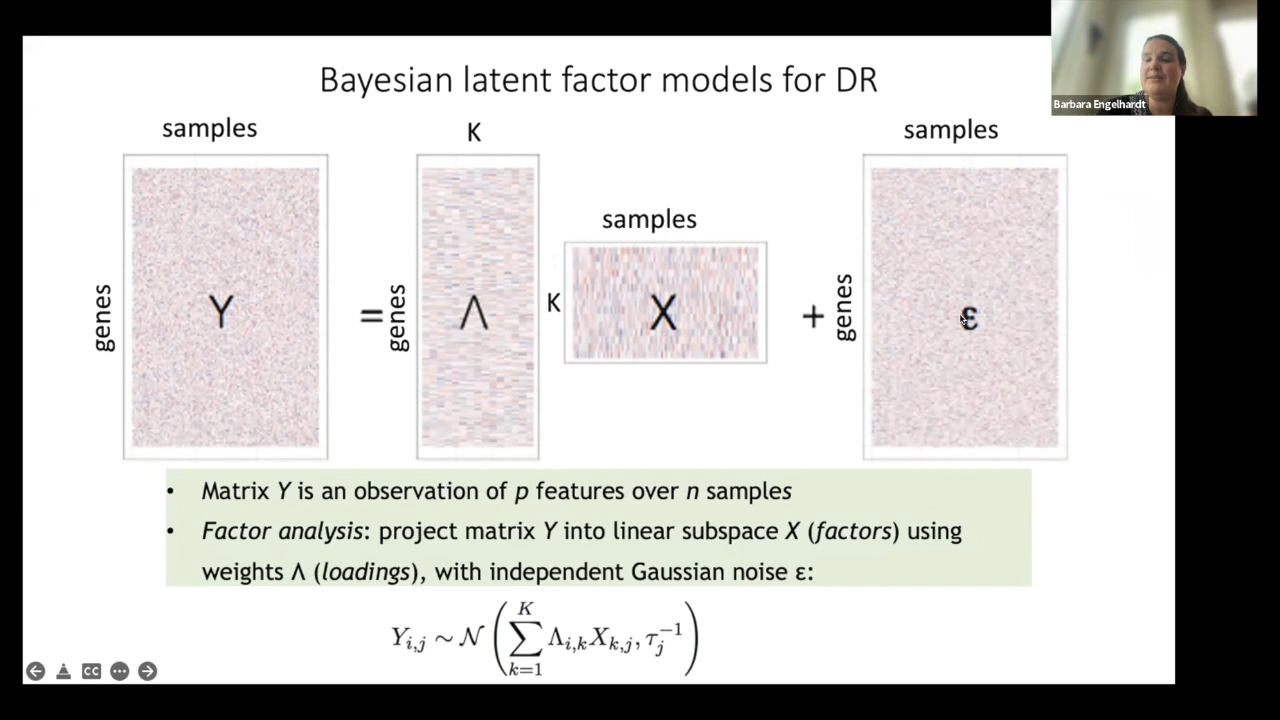 Bayesian latent factor models for DR
Barbara Engelhardt
samples
K
samples
samples
genes
Y
=
genes
Λ
K
X
+
genes
ε
• Matrix Y is an observation of p features over n samples
• Factor analysis: project matrix Y into linear subspace X (factors) using
weights Λ (loadings), with independent Gaussian noise ε:
Y_{i,j} ∼ 𝒩 ( ∑_{k=1}^{K} Λ_{i,k} X_{k,j}, τ_j^{-1} )
CC